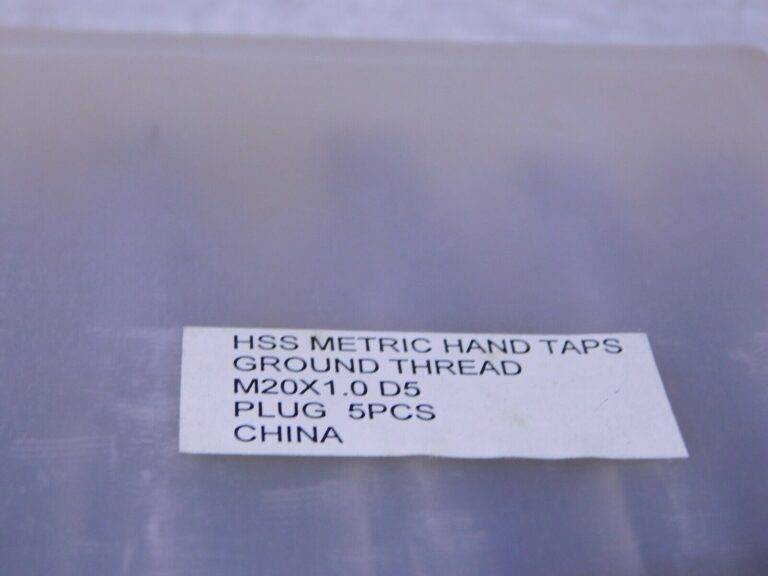 HSS METRIC HAND TAPS
GROUND THREAD
M20X1.0 D5
PLUG 5PCS
CHINA